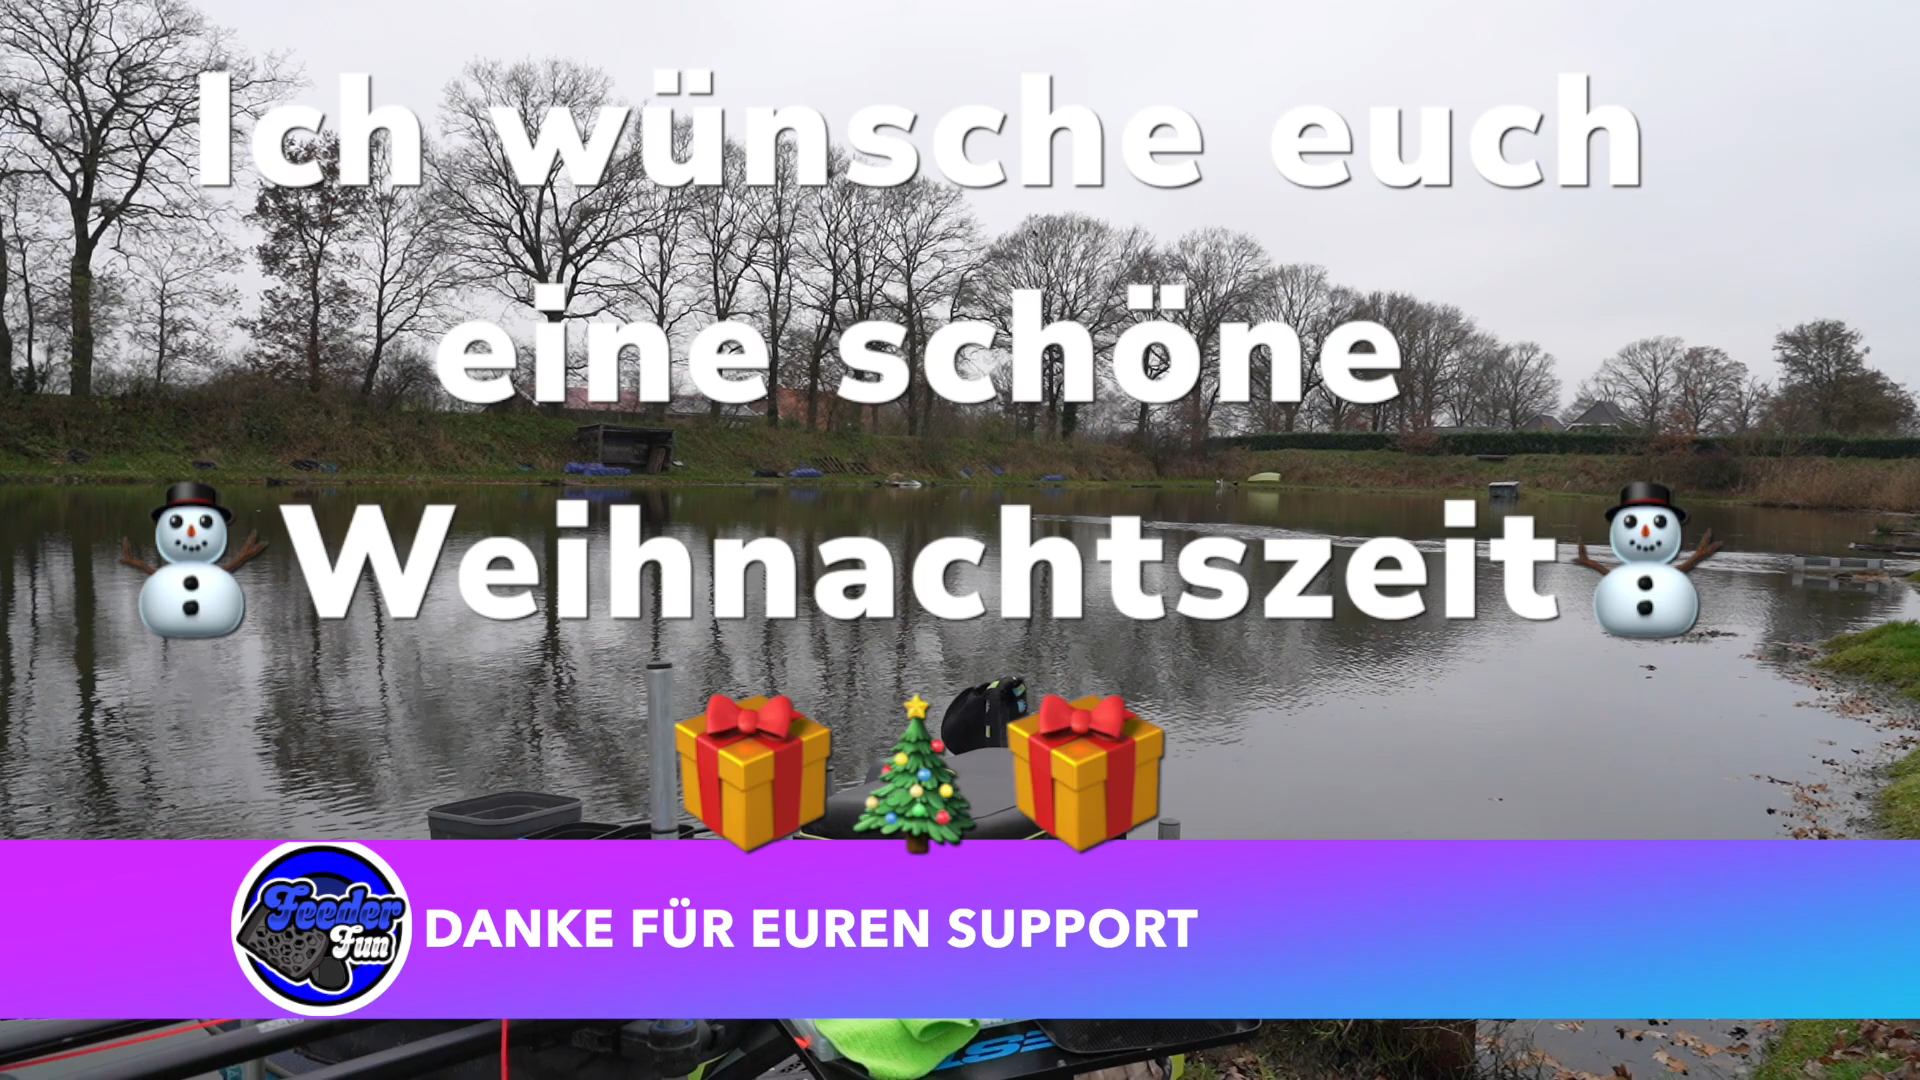 Ich wünsche euch
eine schöne
⛄Weihnachtszeit⛄
🎁🎄🎁
Feeder
Fun
DANKE FÜR EUREN SUPPORT